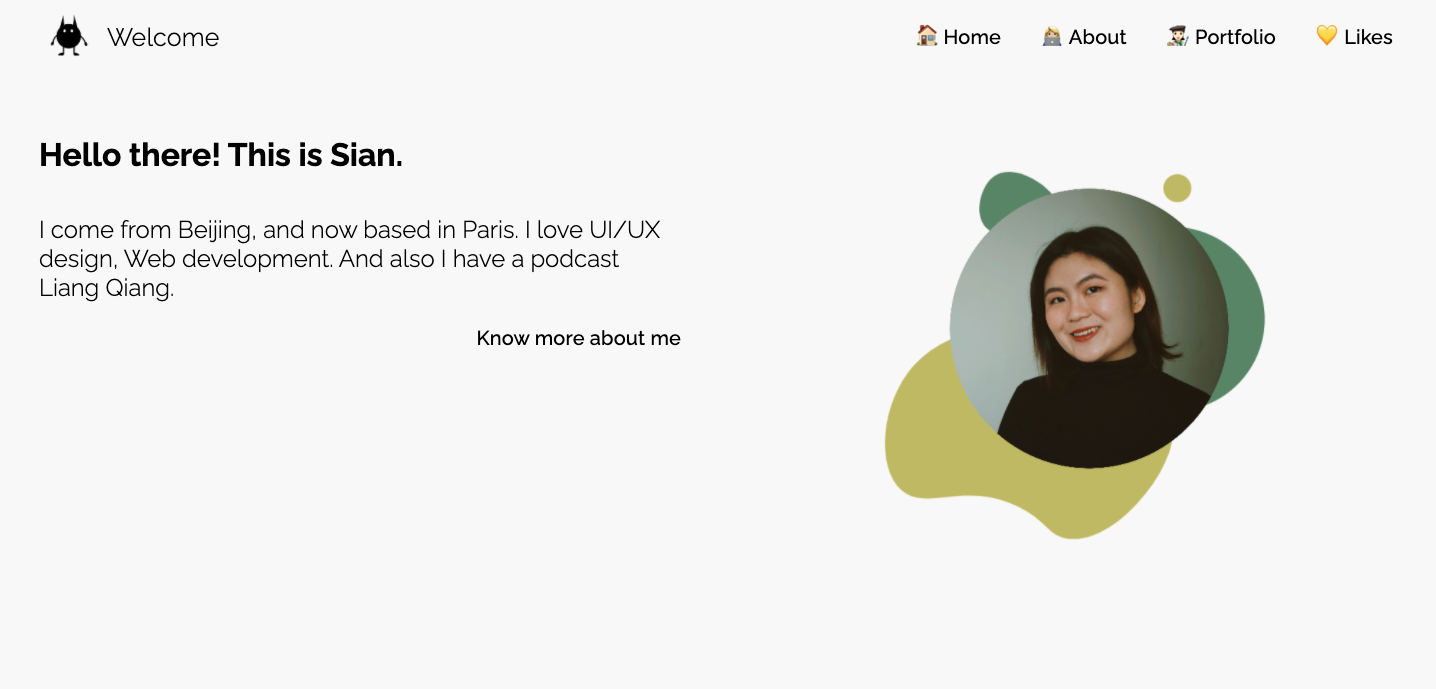 Welcome
🏠 Home
👩🏼‍💻 About
👩🏻‍🎨 Portfolio
💛 Likes
Hello there! This is Sian.
I come from Beijing, and now based in Paris. I love UI/UX
design, Web development. And also I have a podcast
Liang Qiang.
Know more about me